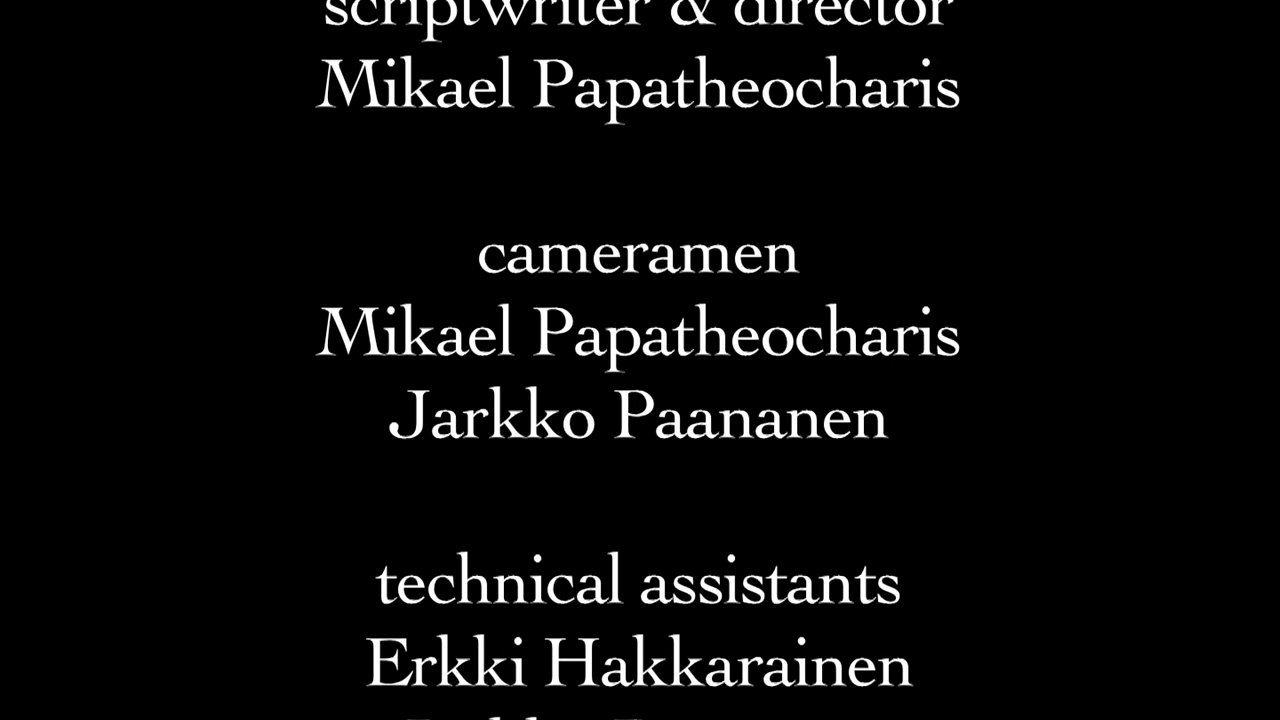 scriptwriter & director
Mikael Papatheocharis
cameramen
Mikael Papatheocharis
Jarkko Paananen
technical assistants
Erkki Hakkarainen